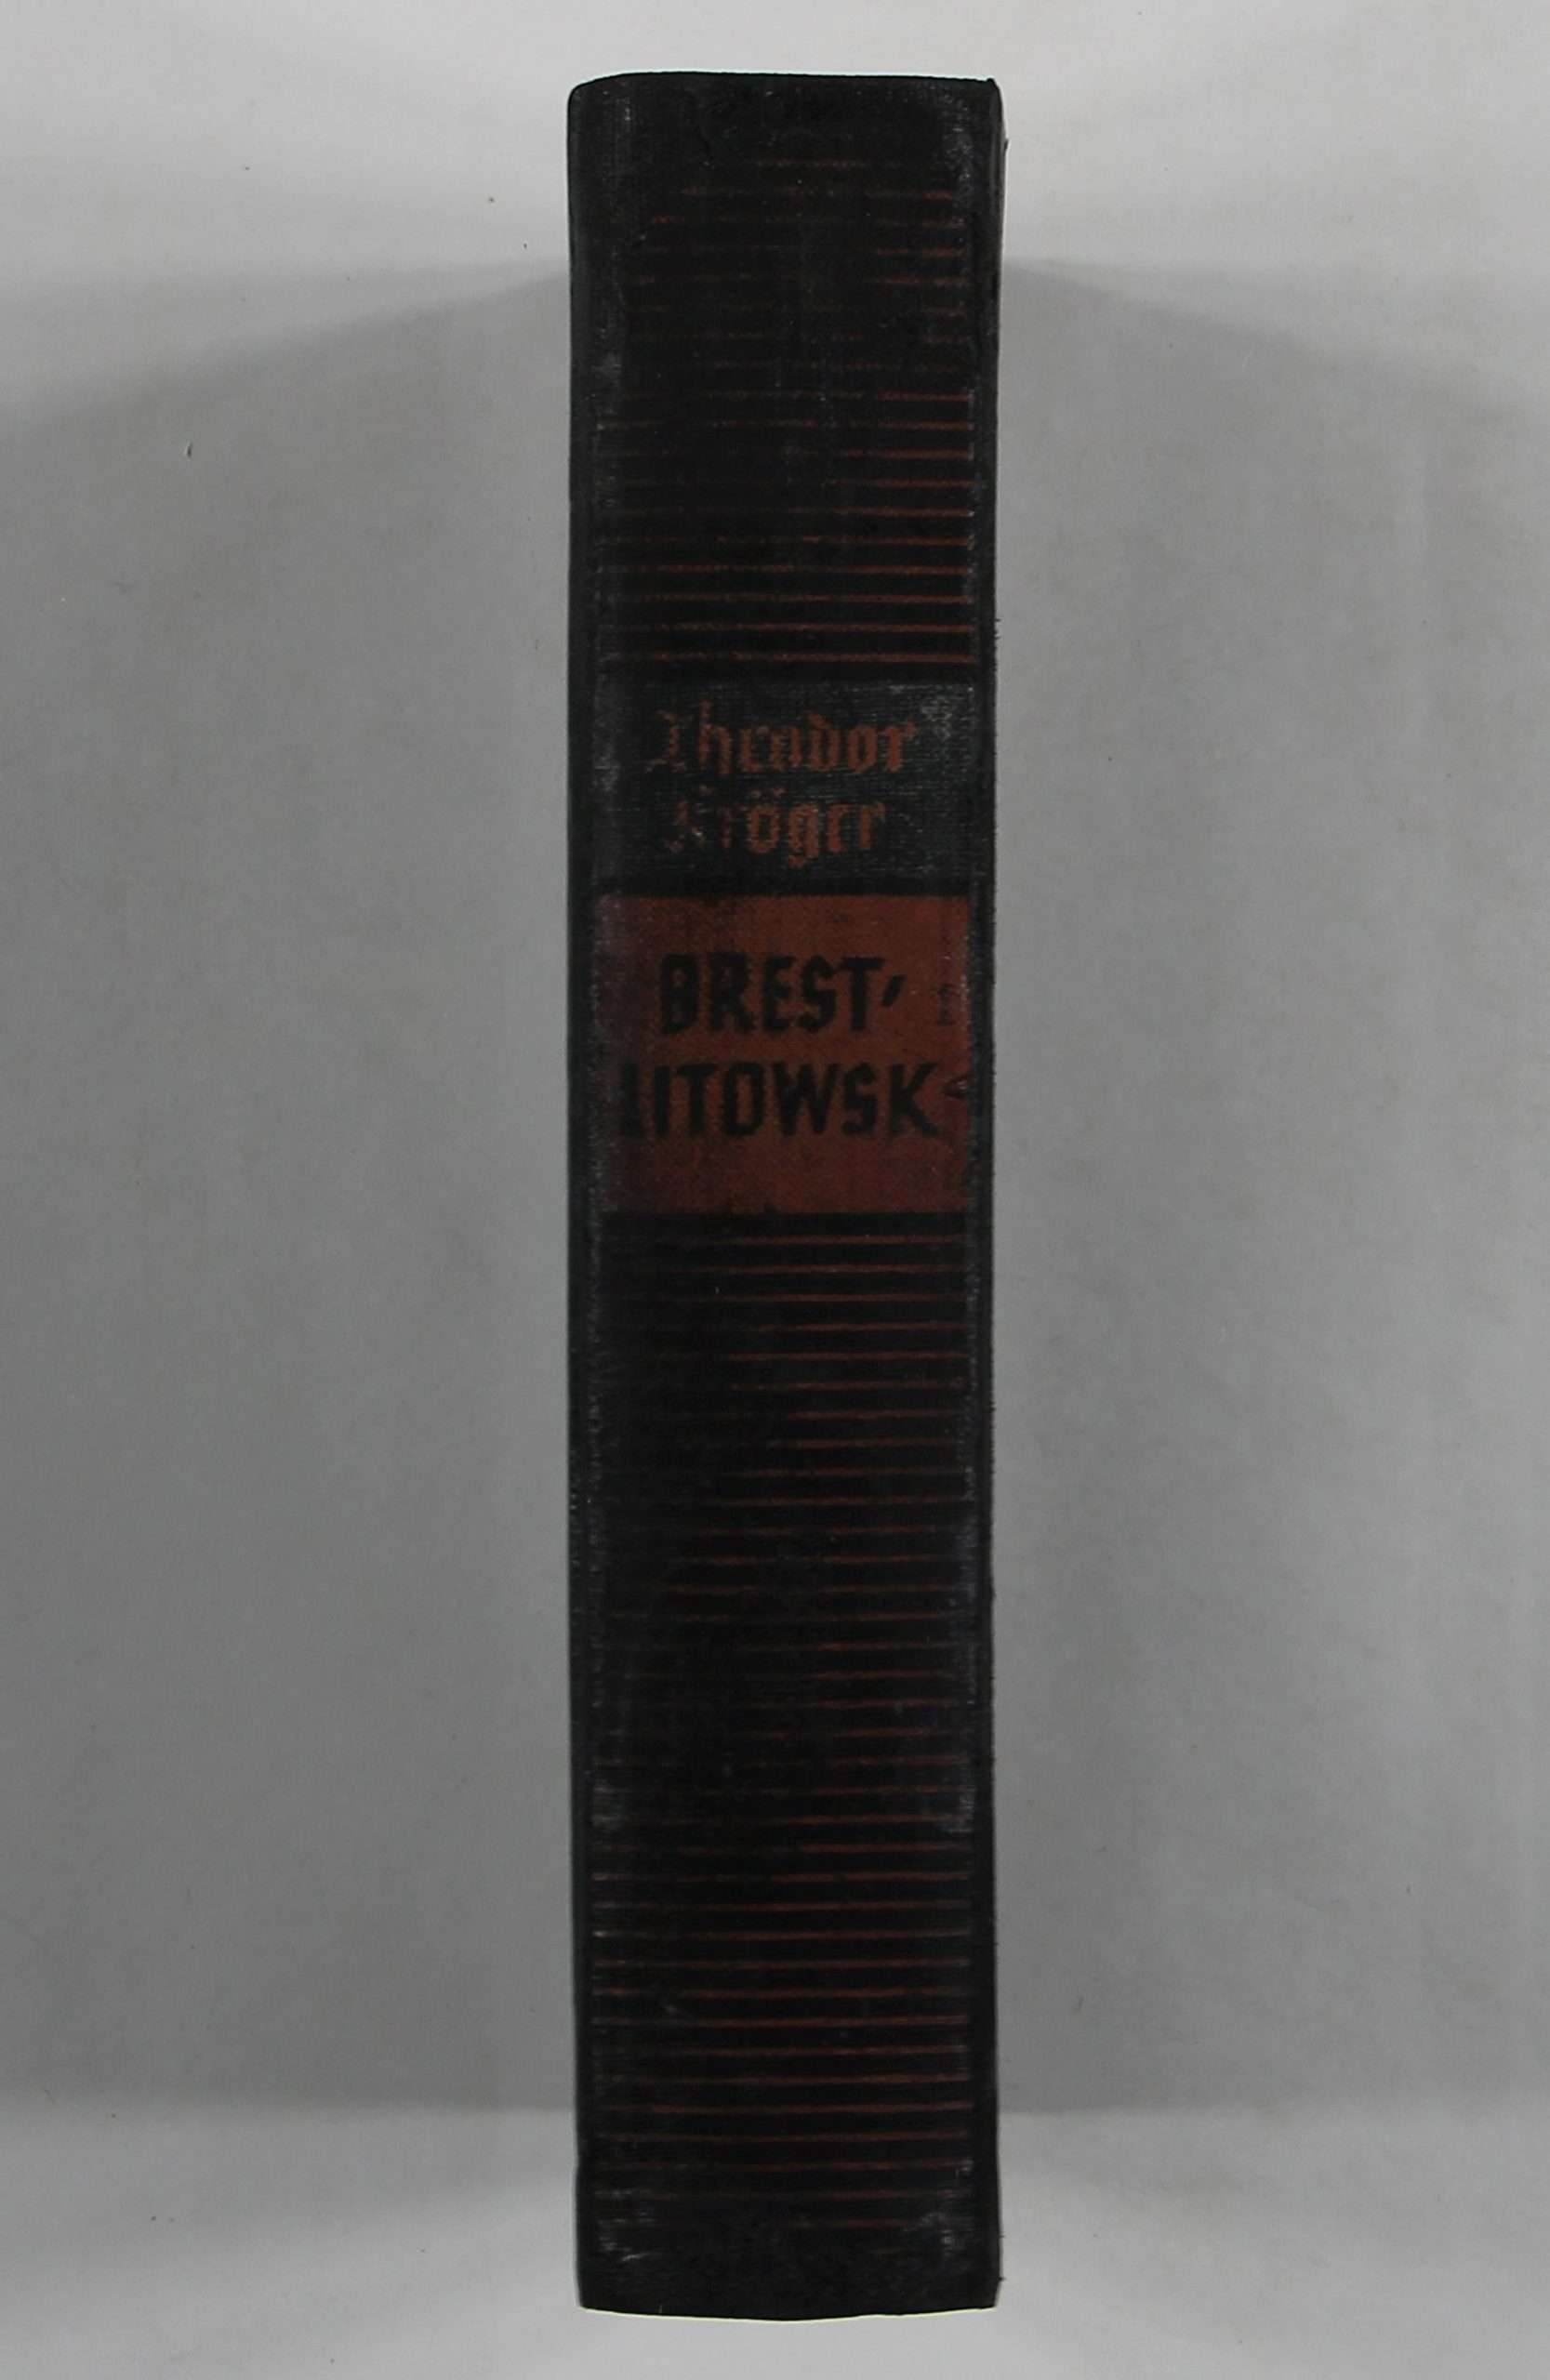 Theodor
Kröger
BREST-
LITOWSK